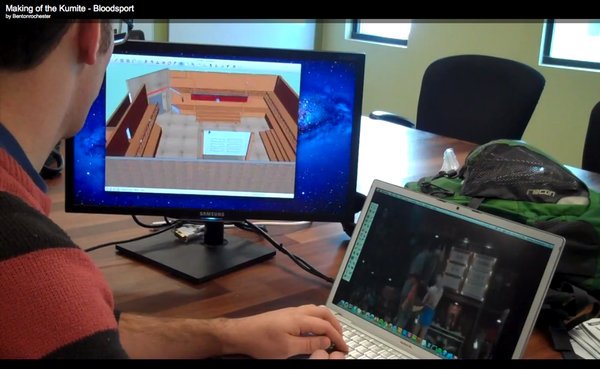 Making of the Kumite - Bloodsport
by Bentonrochester
SAMSUNG
RECON